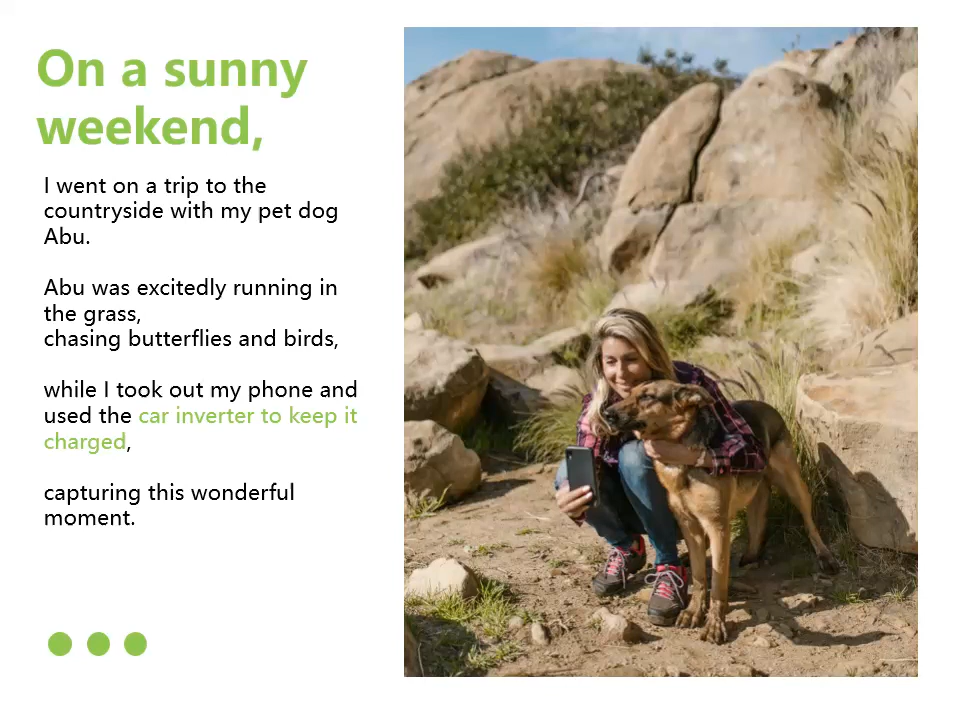 On a sunny
weekend,
I went on a trip to the
countryside with my pet dog
Abu.
Abu was excitedly running in
the grass,
chasing butterflies and birds,
while I took out my phone and
used the car inverter to keep it
charged,
capturing this wonderful
moment.